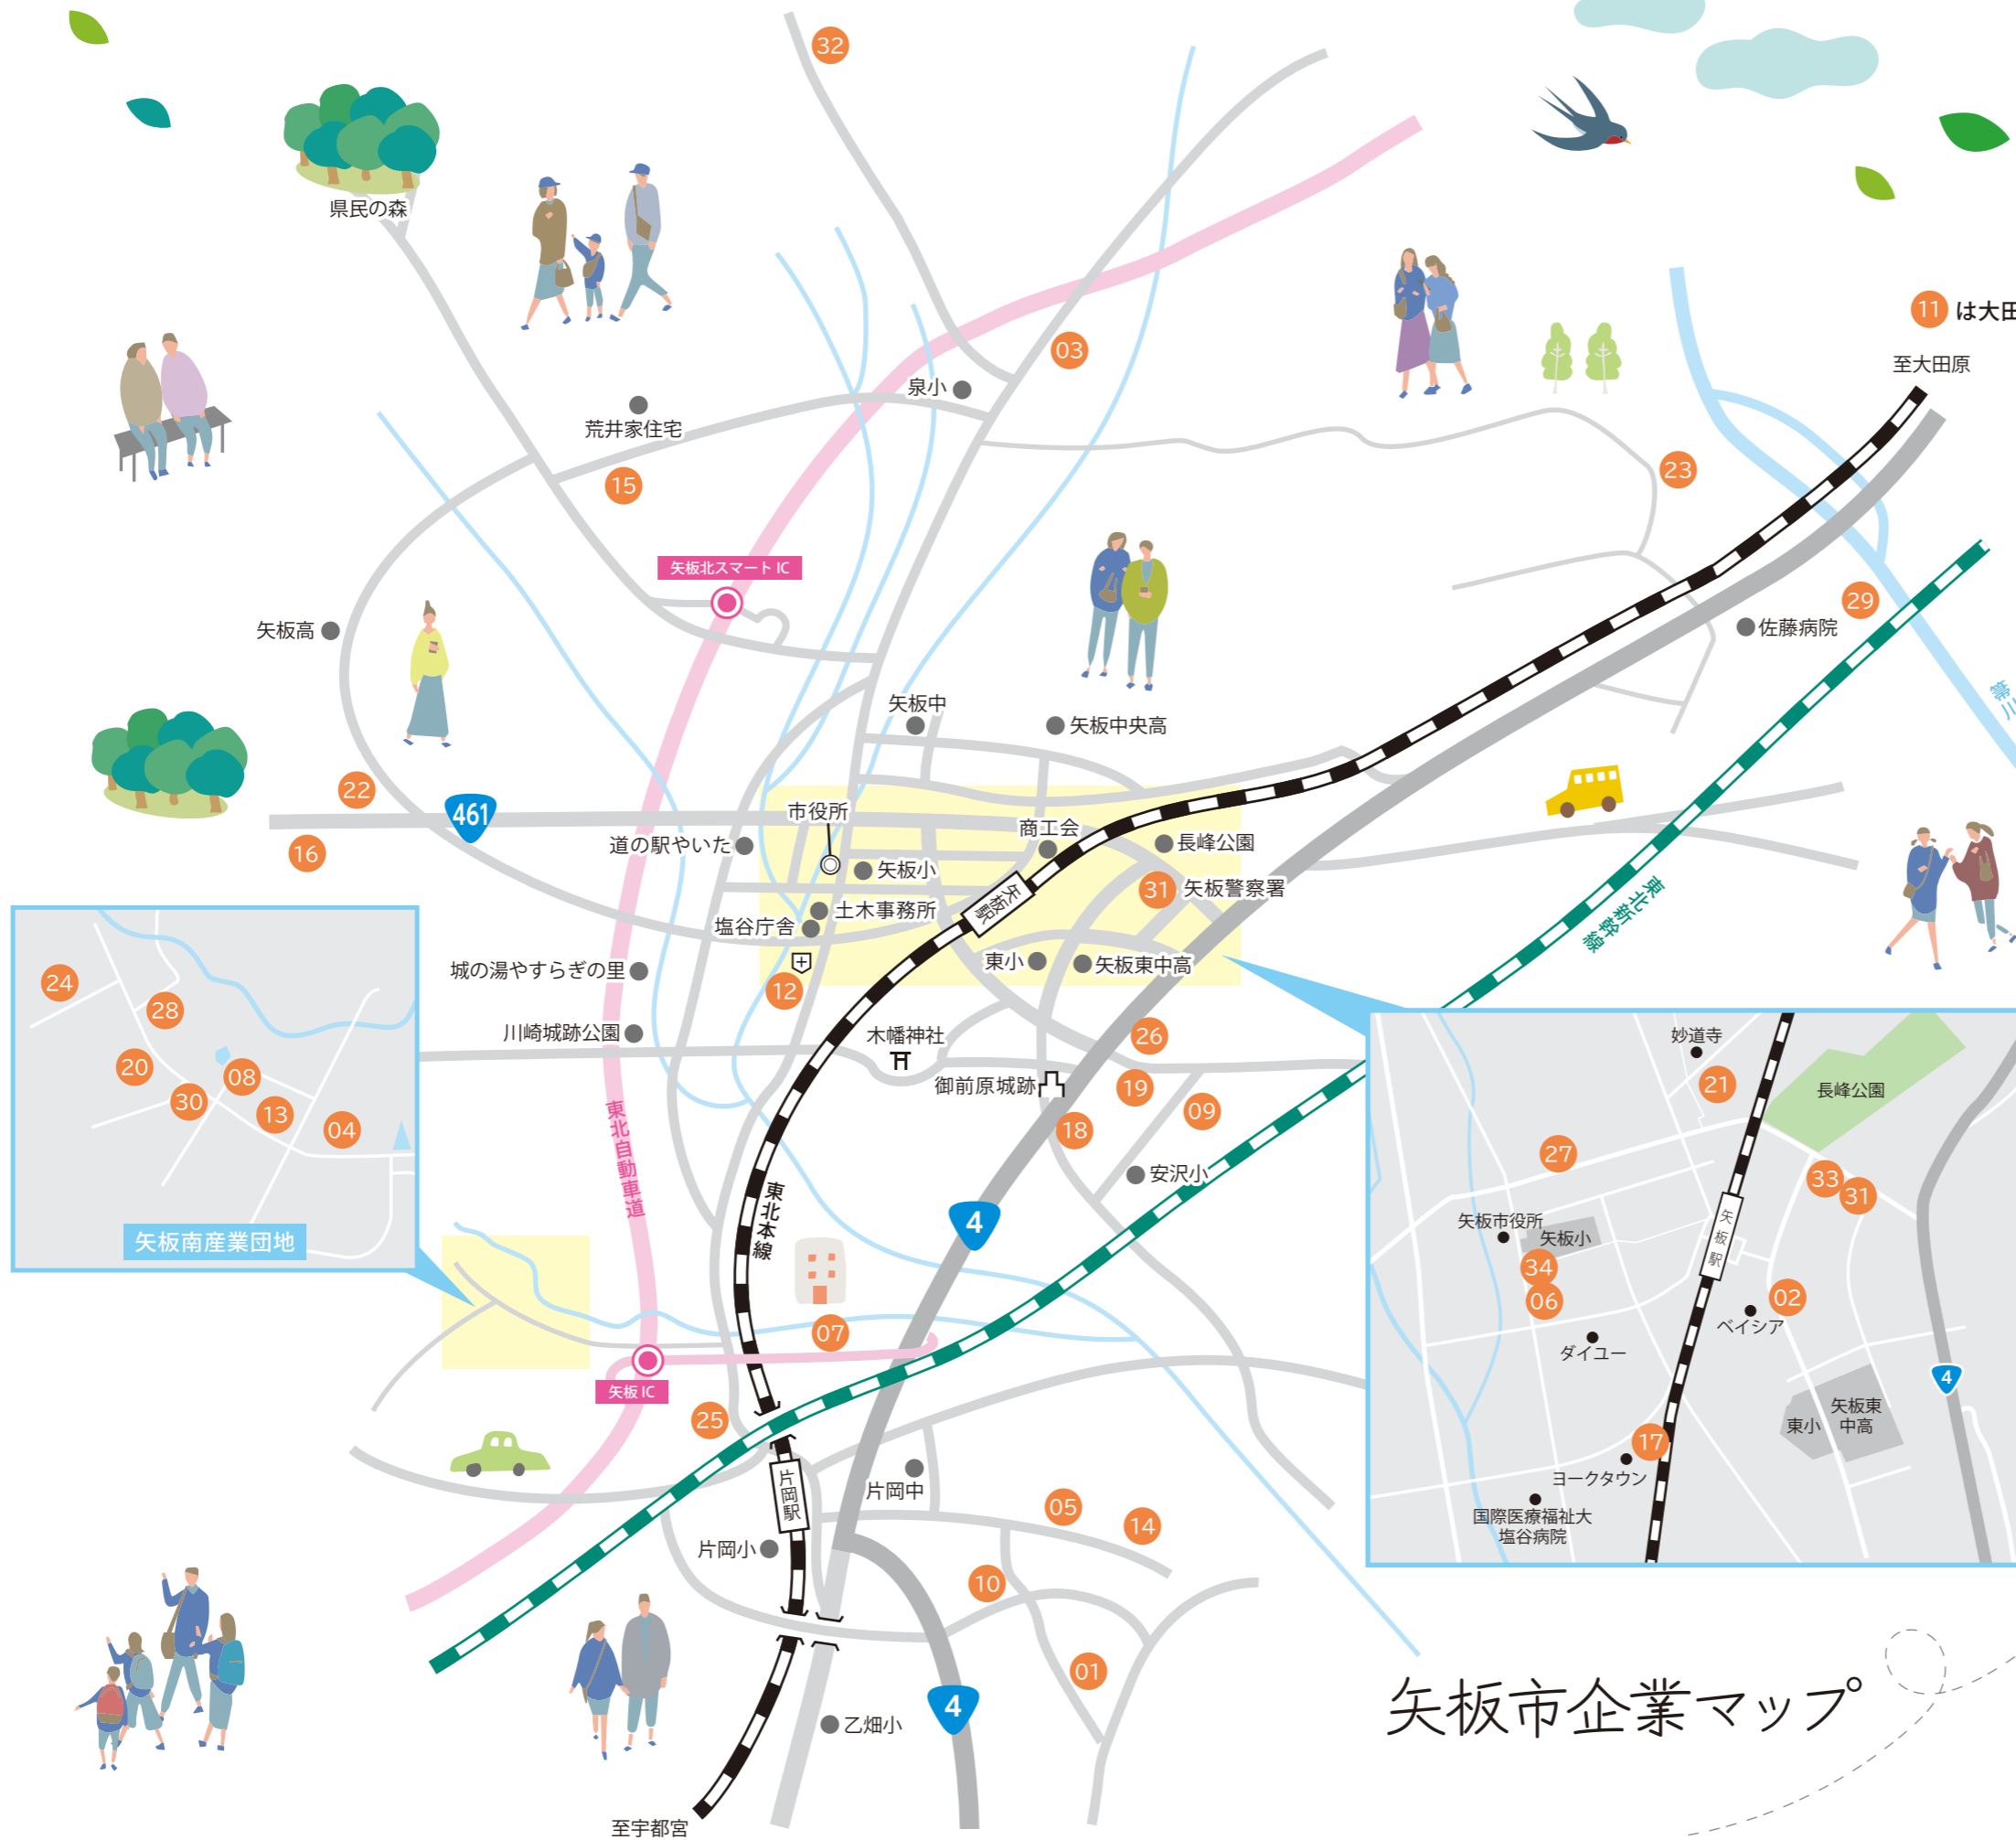 32
県民の森
11 は大田
至大田原
03
泉小
荒井家住宅
15
23
矢板北スマート IC
29
矢板高
佐藤病院
箒川
矢板中
矢板中央高
22
461
市役所
商工会
16
道の駅やいた
長峰公園
矢板小
31 矢板警察署
矢板駅
土木事務所
塩谷庁舎
東北新幹線
東小
矢板東中高
城の湯やすらぎの里
12
川崎城跡公園
木幡神社
26
御前原城跡
19
09
18
東北自動車道
安沢小
東北本線
4
07
矢板 IC
25
片岡駅
片岡中
05
14
片岡小
10
01
4
乙畑小
至宇都宮
24
28
20
08
30
13
04
矢板南産業団地
妙道寺
21
長峰公園
27
33
31
矢板市役所
矢板小
矢板駅
34
06
02
ベイシア
ダイユー
4
矢板東
中高
東小
17
ヨークタウン
国際医療福祉大
塩谷病院
矢板市企業マップ